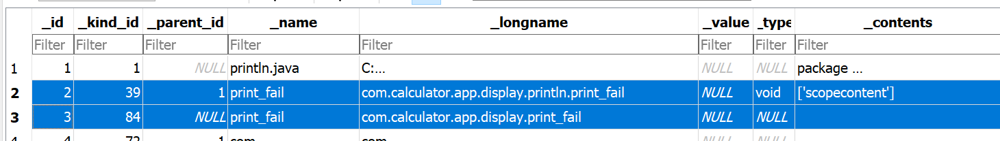 _id _kind_id _parent_id _name _longname _value _type _contents
Filter Filter Filter Filter Filter Filter Filter Filter
1 1 1 NULL println.java C:... NULL NULL package ...
2 2 39 1 print_fail com.calculator.app.display.println.print_fail NULL void ['scopecontent']
3 3 84 NULL print_fail com.calculator.app.display.print_fail NULL NULL
4 4 72 1 com com NULL NULL